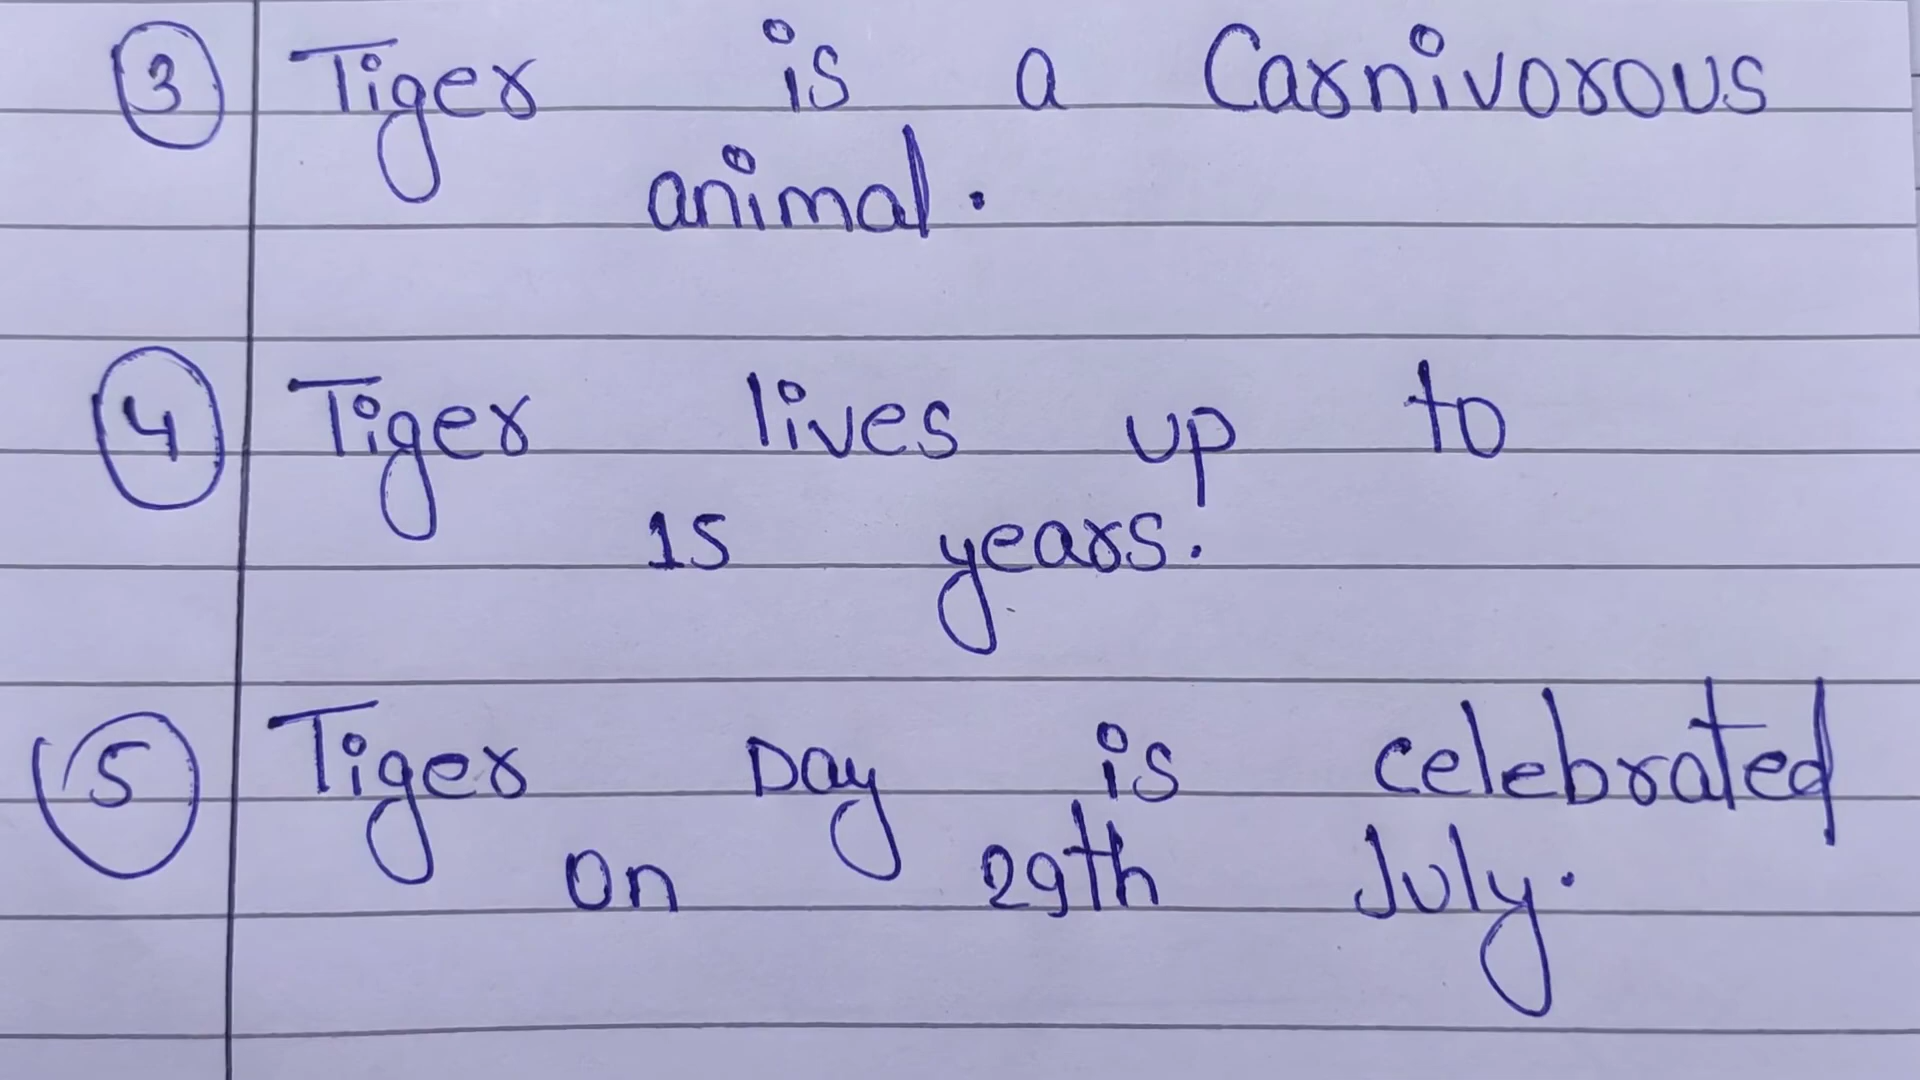 3 Tiger is a Carnivorous
animal.
4 Tiger lives up to
15 years.
5 Tiger Day is celebrated
on 29th July.